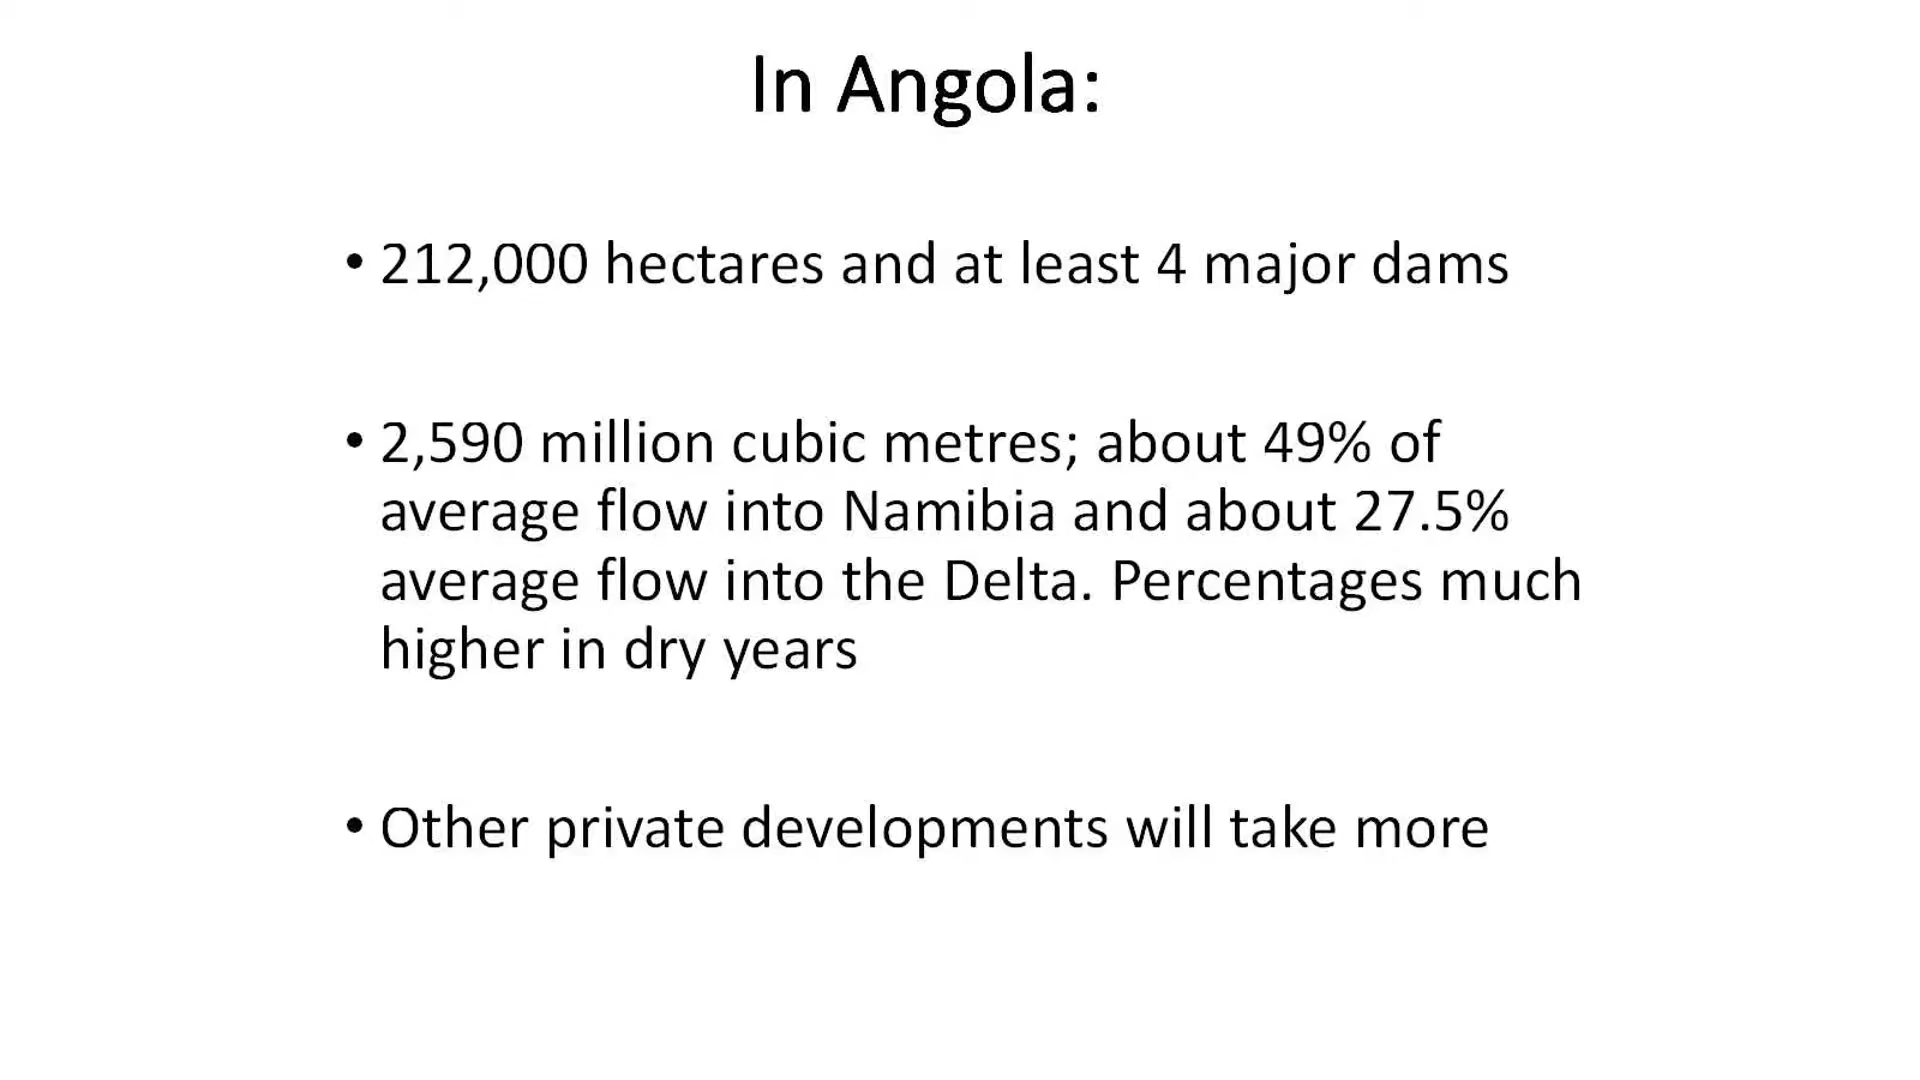 In Angola:
• 212,000 hectares and at least 4 major dams
• 2,590 million cubic metres; about 49% of
average flow into Namibia and about 27.5%
average flow into the Delta. Percentages much
higher in dry years
• Other private developments will take more